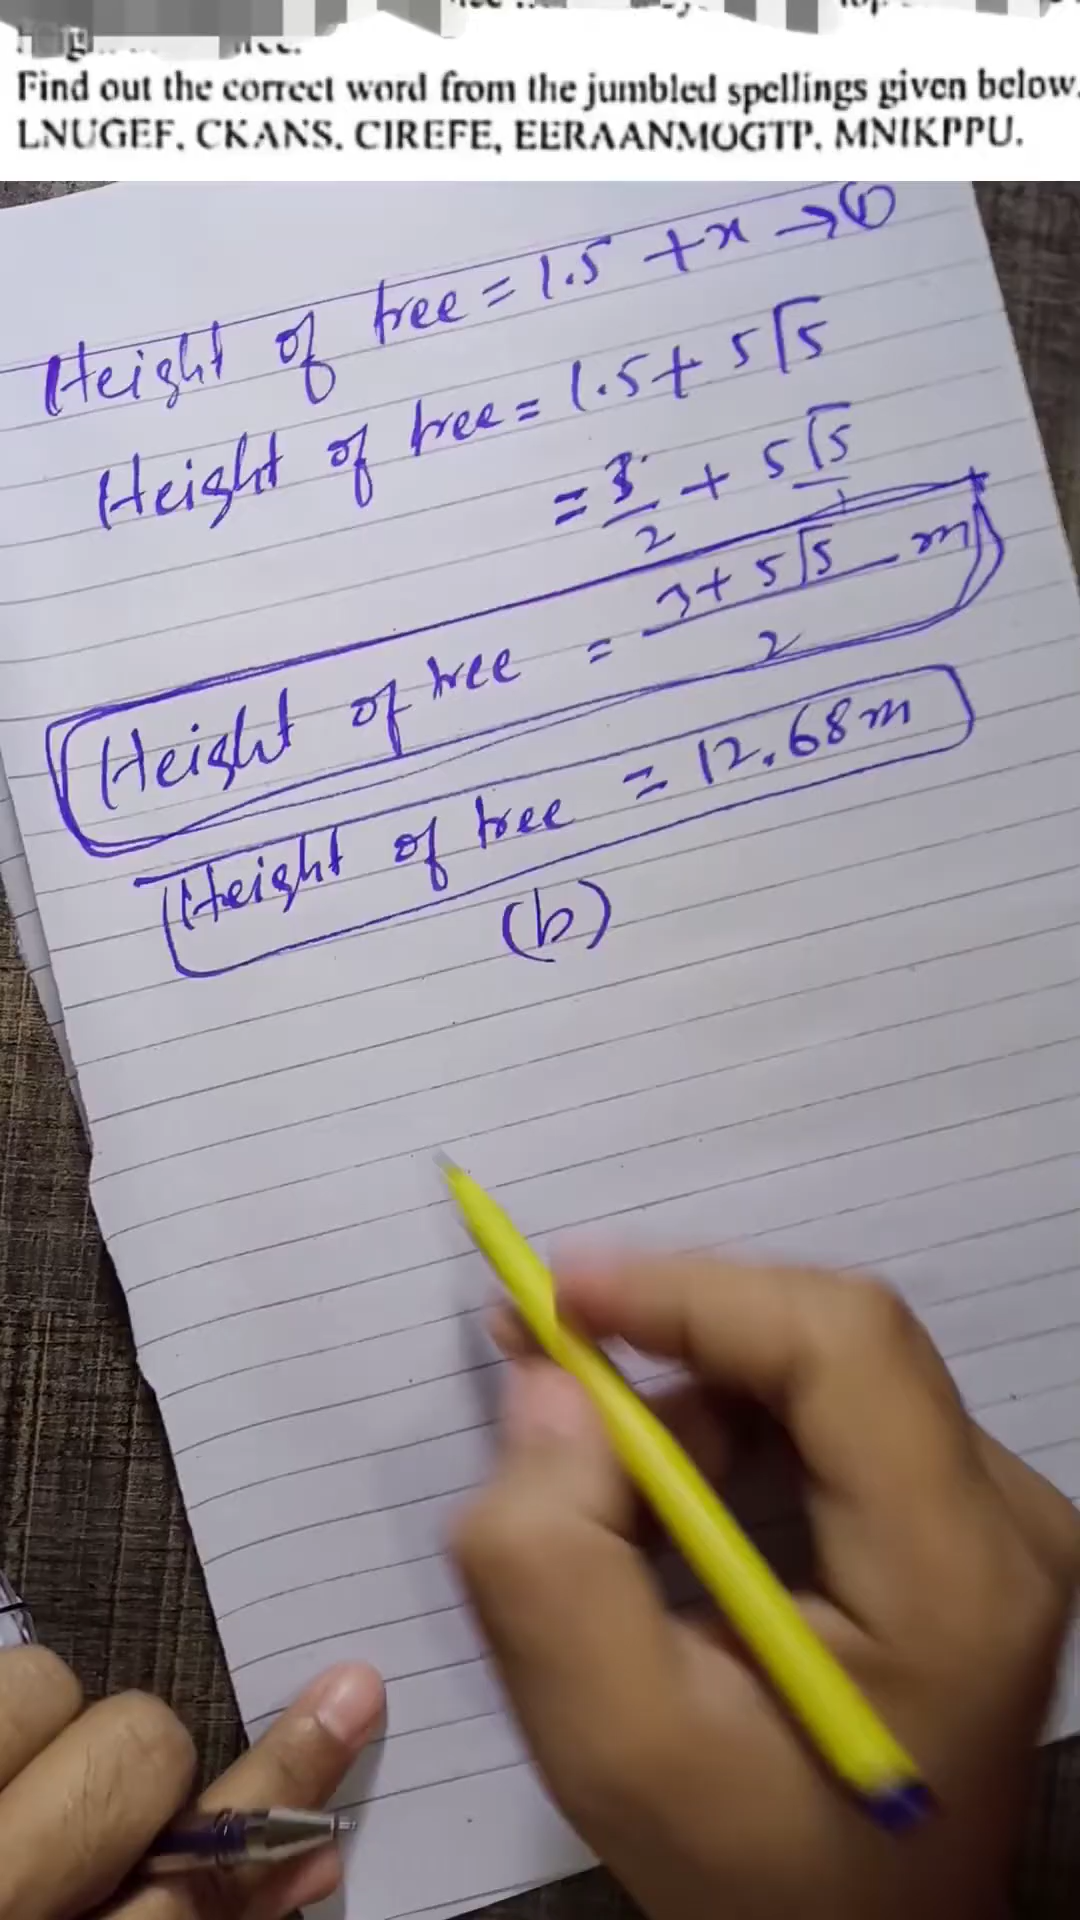 Find out the correct word from the jumbled spellings given below.
LNUGEF, CKANS, CIREFE, EERAANMOGTP, MNIKPPU.
Height of tree = 1.5 + x →
Height of tree = 1.5 + 5√5
= 3/2 + 5√5/1
Height of tree = 3 + 5√5/2 m
Height of tree = 12.68 m
(b)